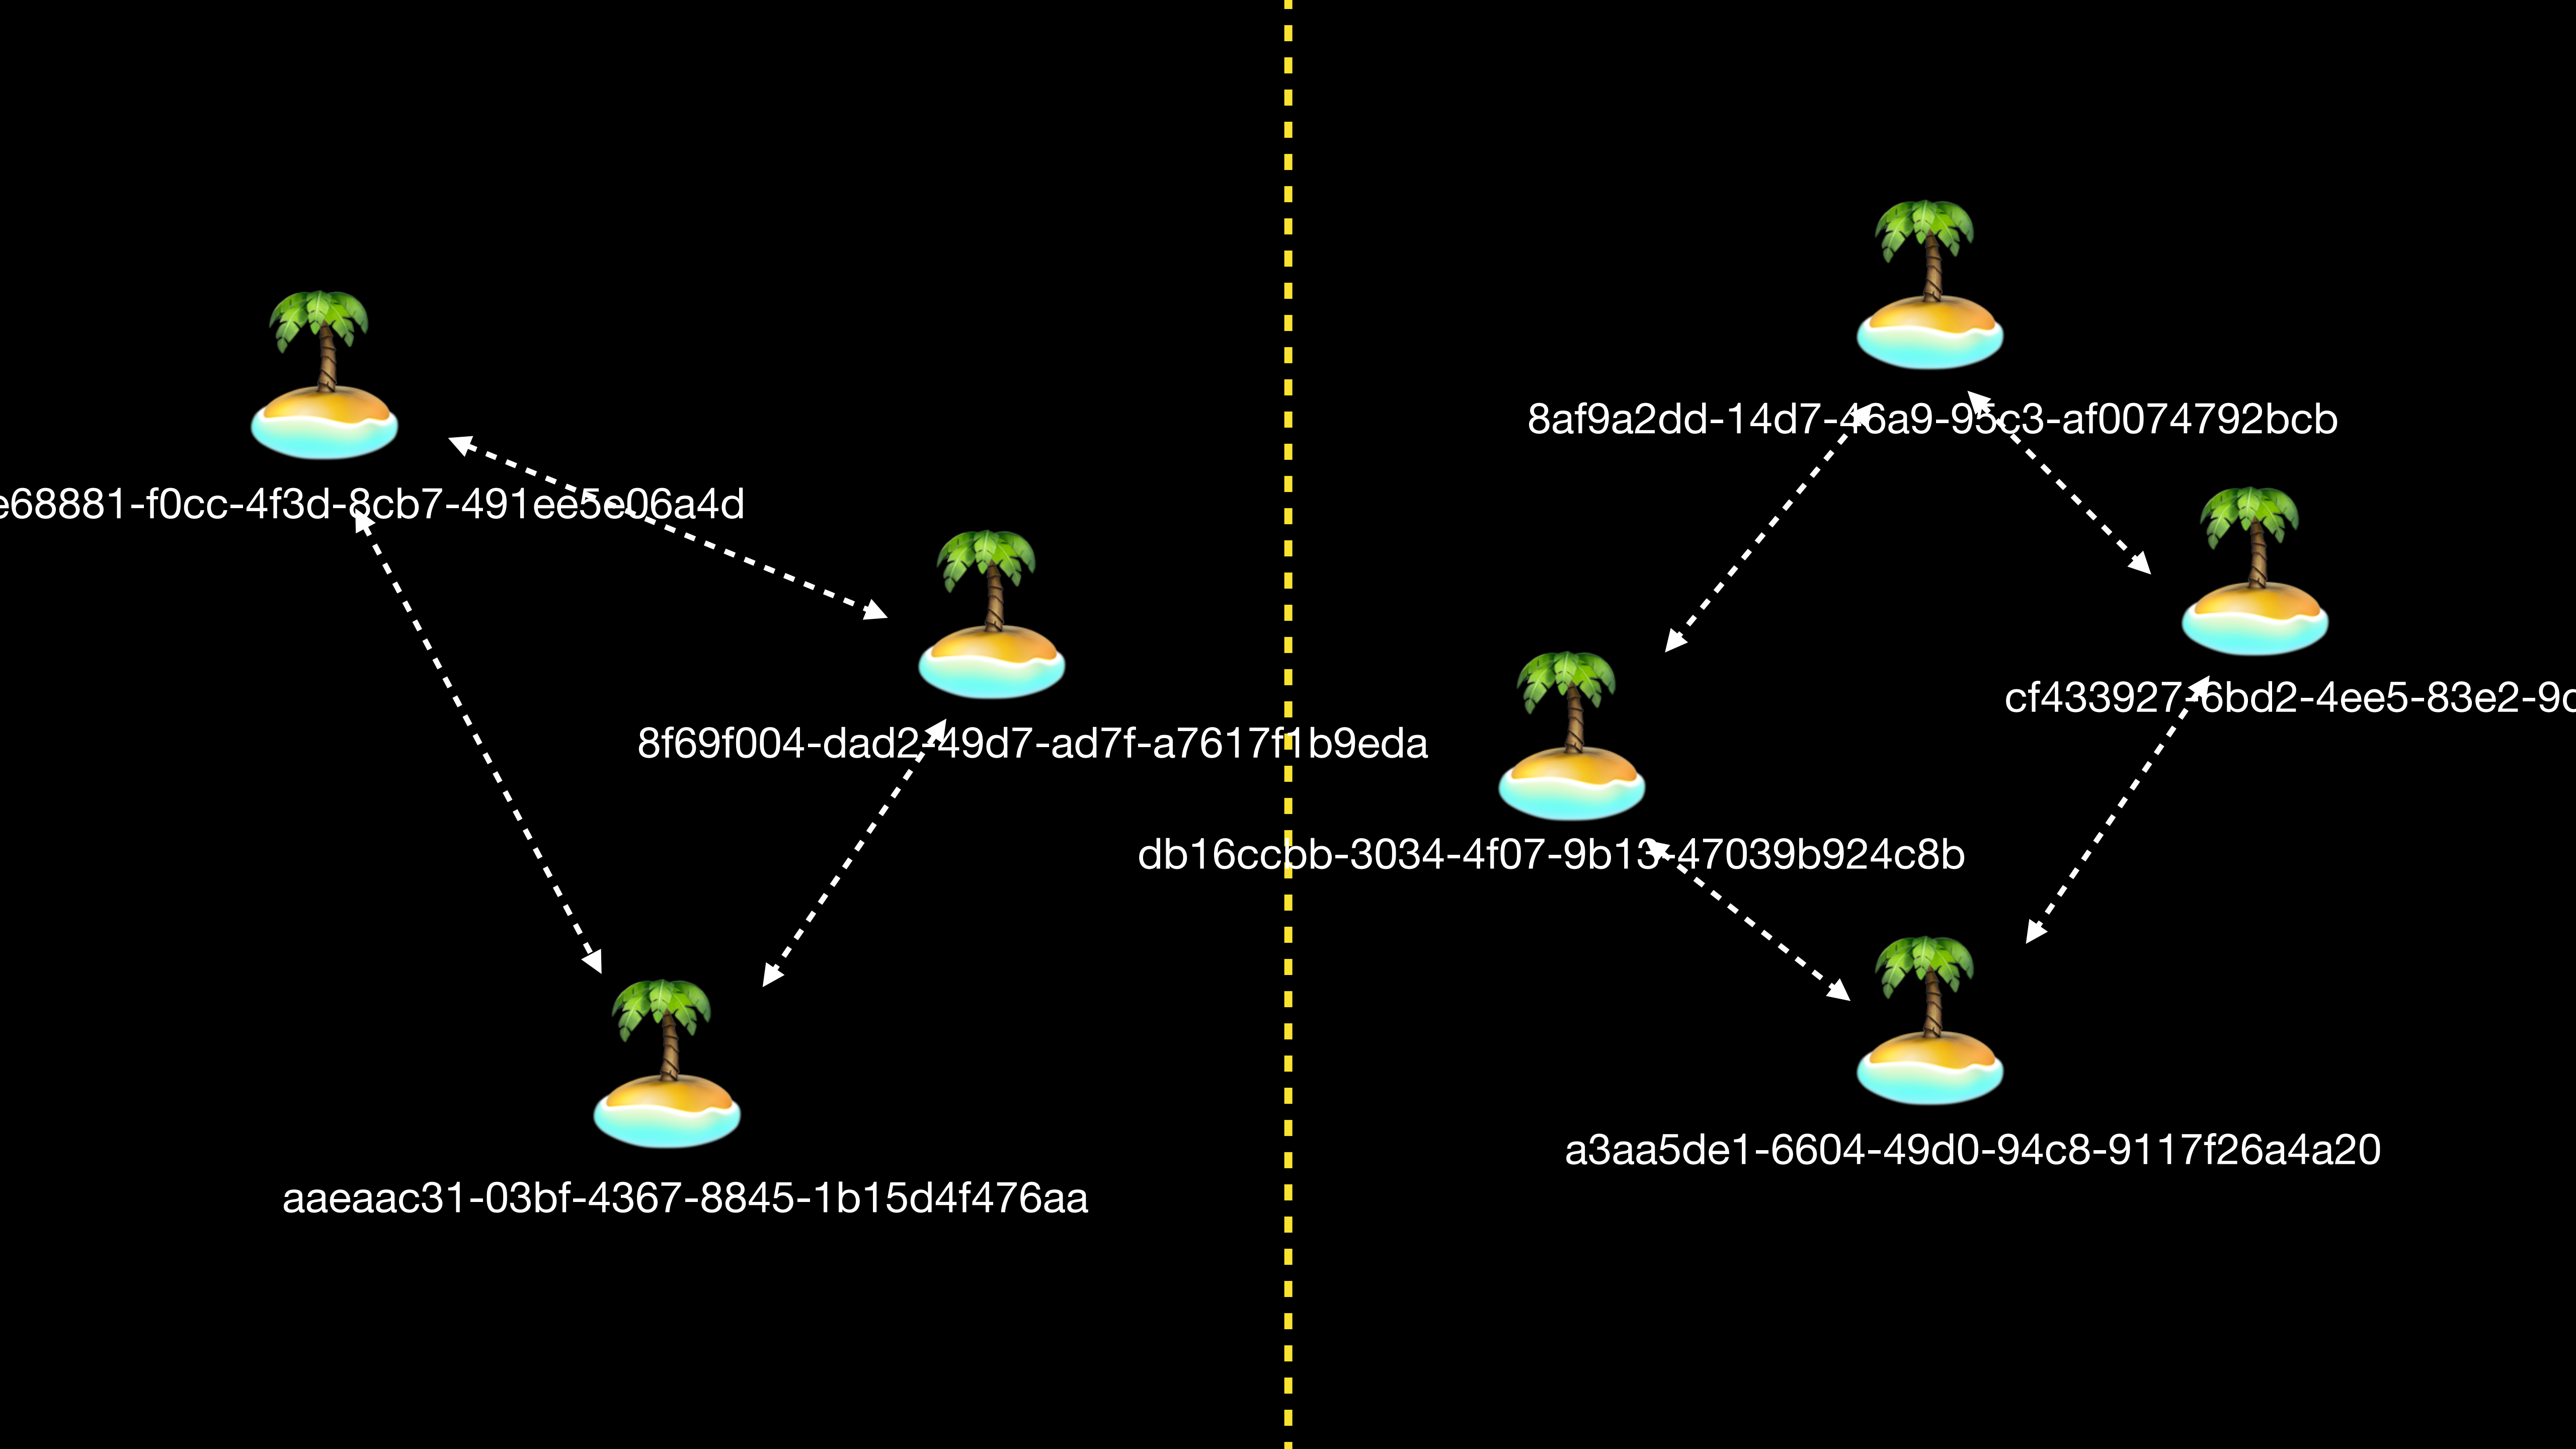 e68881-f0cc-4f3d-8cb7-491ee5e06a4d
8f69f004-dad2-49d7-ad7f-a7617f1b9eda
aaeaac31-03bf-4367-8845-1b15d4f476aa
8af9a2dd-14d7-46a9-95c3-af0074792bcb
cf433927-6bd2-4ee5-83e2-9
db16ccbb-3034-4f07-9b13-47039b924c8b
a3aa5de1-6604-49d0-94c8-9117f26a4a20